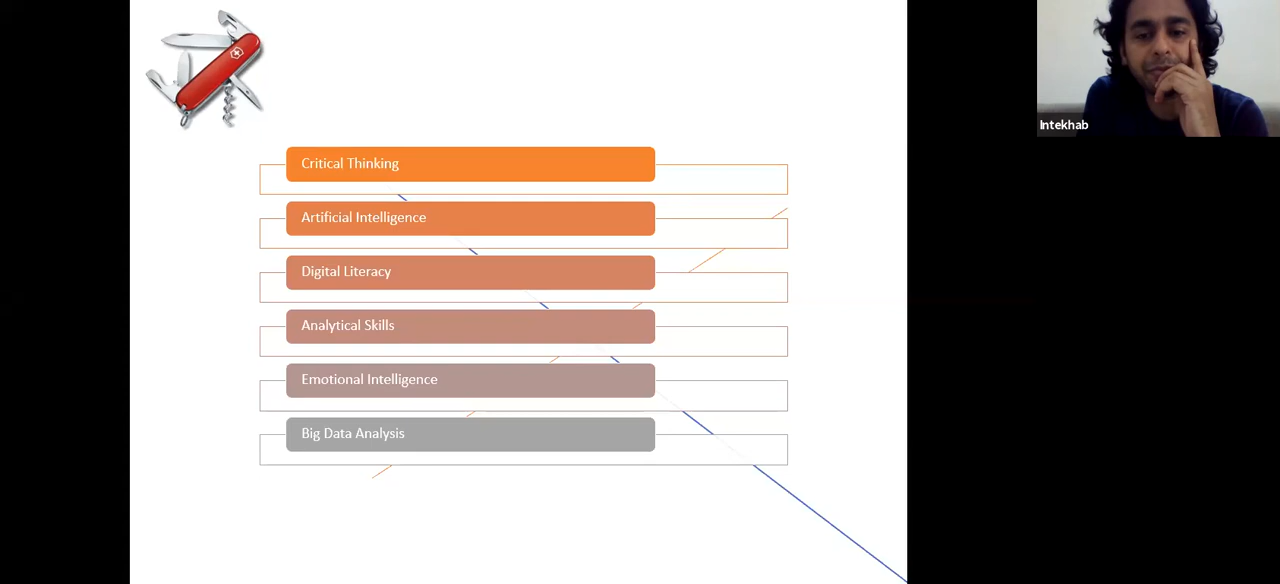 Critical Thinking
Artificial Intelligence
Digital Literacy
Analytical Skills
Emotional Intelligence
Big Data Analysis
Intekhab